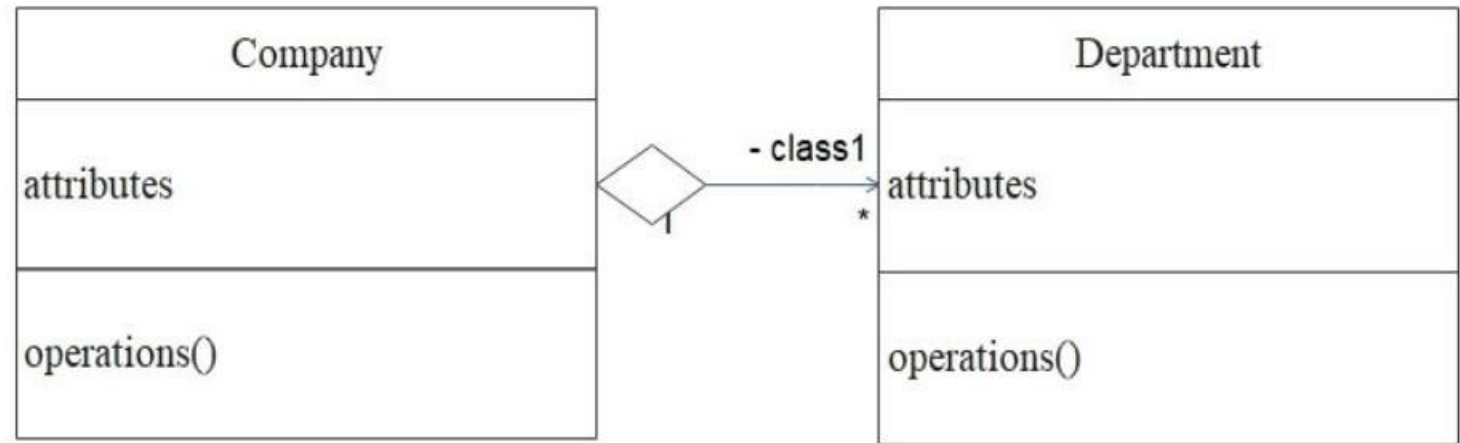 Company
attributes
operations()
- class1
1
*
Department
attributes
operations()